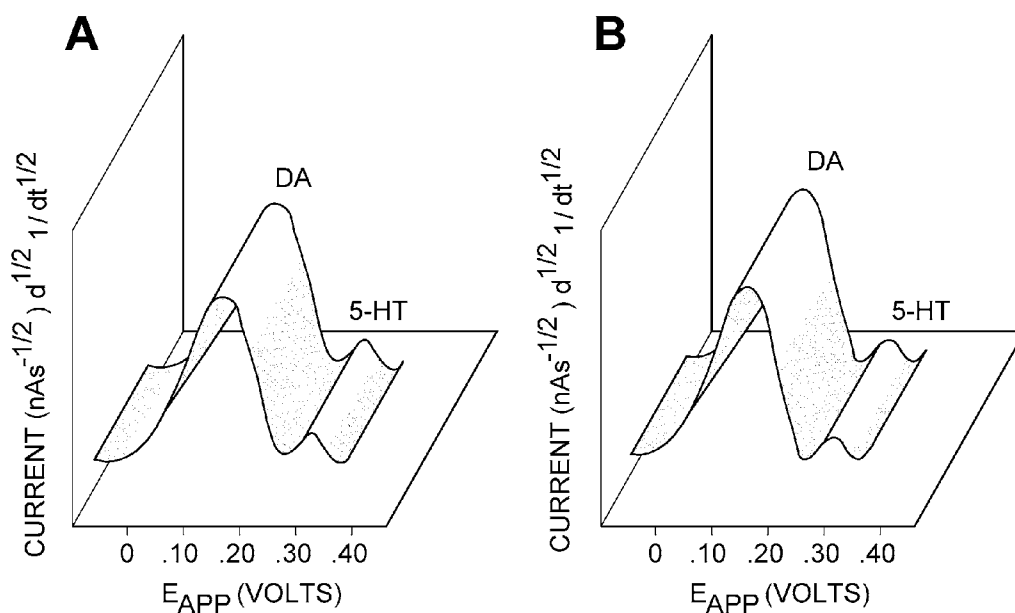 A
CURRENT (nAs-1/2) d1/2 1/dt1/2
DA
5-HT
0 .10 .20 .30 .40
EAPP (VOLTS)
B
CURRENT (nAs-1/2) d1/2 1/dt1/2
DA
5-HT
0 .10 .20 .30 .40
EAPP (VOLTS)